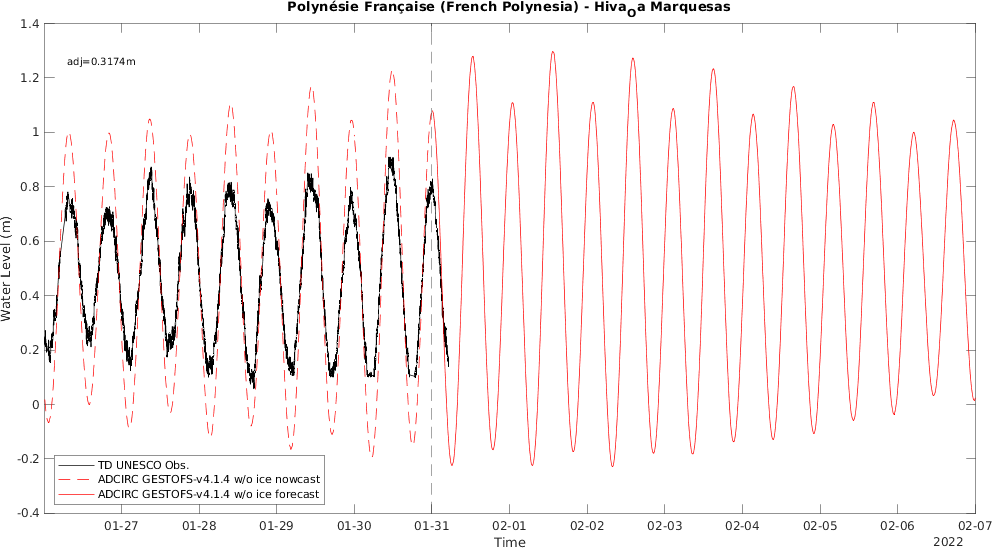 Polynésie Française (French Polynesia) - HivaOa Marquesas
adj=0.3174m
1.4
1.2
1
0.8
0.6
0.4
0.2
0
-0.2
-0.4
Water Level (m)
TD UNESCO Obs.
ADCIRC GESTOFS-v4.1.4 w/o ice nowcast
ADCIRC GESTOFS-v4.1.4 w/o ice forecast
01-27 01-28 01-29 01-30 01-31 02-01 02-02 02-03 02-04 02-05 02-06 02-07
Time
2022